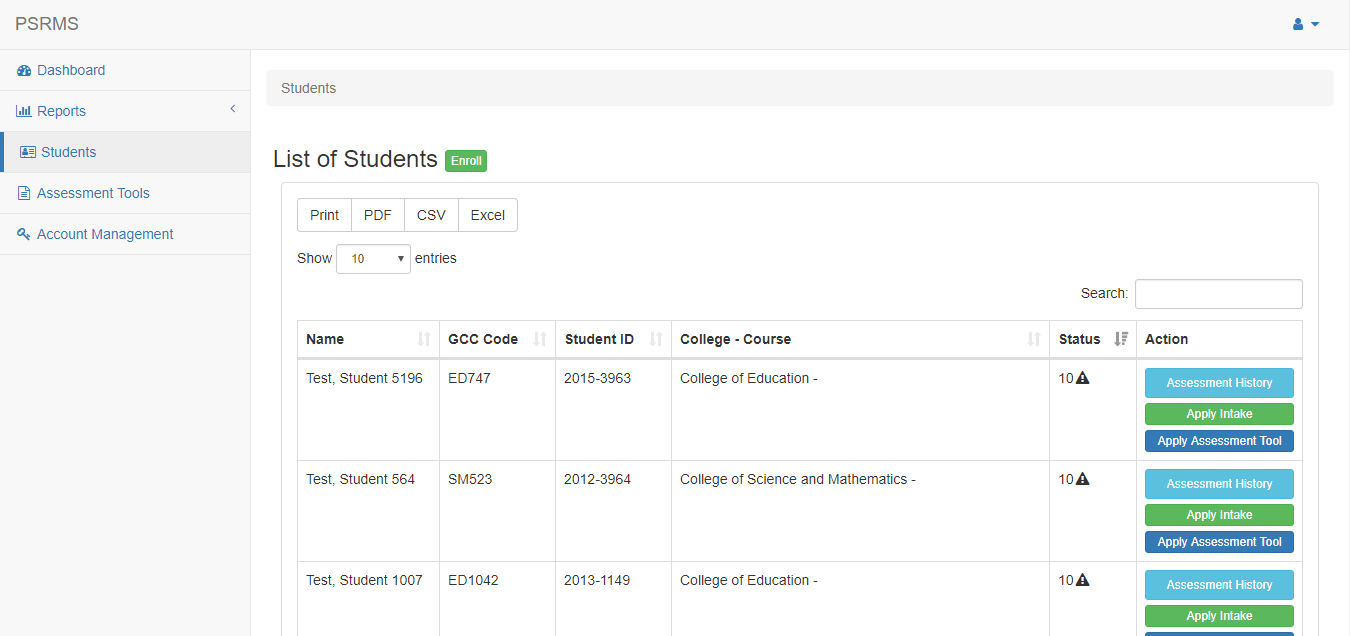 PSRMS
Dashboard
Reports
Students
Assessment Tools
Account Management
Students
List of Students Enroll
Print PDF CSV Excel
Show 10 entries
Search:
Name GCC Code Student ID College - Course Status Action
Test, Student 5196 ED747 2015-3963 College of Education - 10 Assessment History
Apply Intake
Apply Assessment Tool
Test, Student 564 SM523 2012-3964 College of Science and Mathematics - 10 Assessment History
Apply Intake
Apply Assessment Tool
Test, Student 1007 ED1042 2013-1149 College of Education - 10 Assessment History
Apply Intake